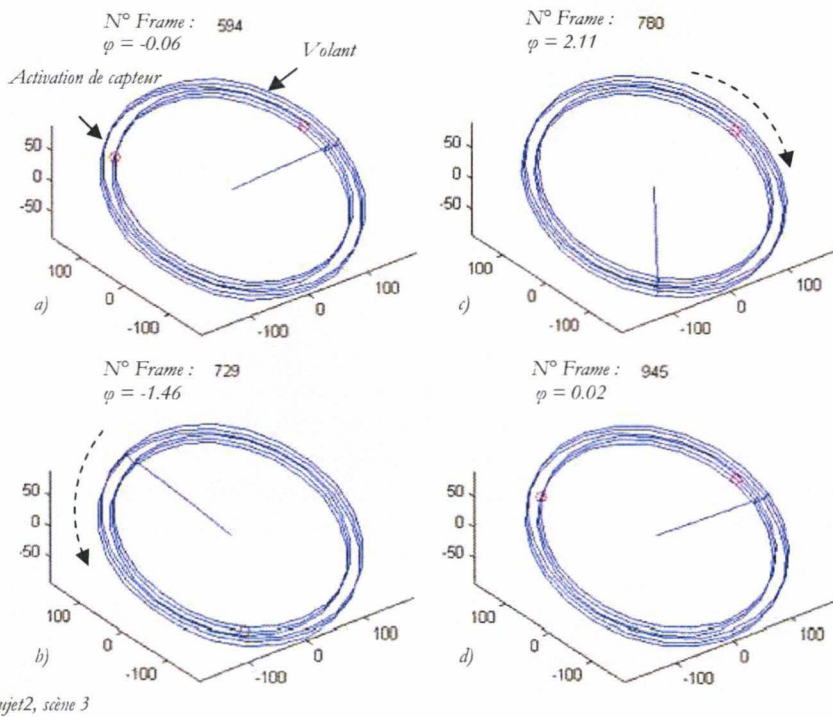 N° Frame : 594
φ = -0.06
Volant
Activation de capteur
50
0
-50
100
0
-100
-100
0
100
a)
N° Frame : 780
φ = 2.11
50
0
-50
100
0
-100
-100
0
100
c)
N° Frame : 729
φ = -1.46
50
0
-50
100
0
-100
-100
0
100
b)
N° Frame : 945
φ = 0.02
50
0
-50
100
0
-100
-100
0
100
d)
ujet2, scène 3